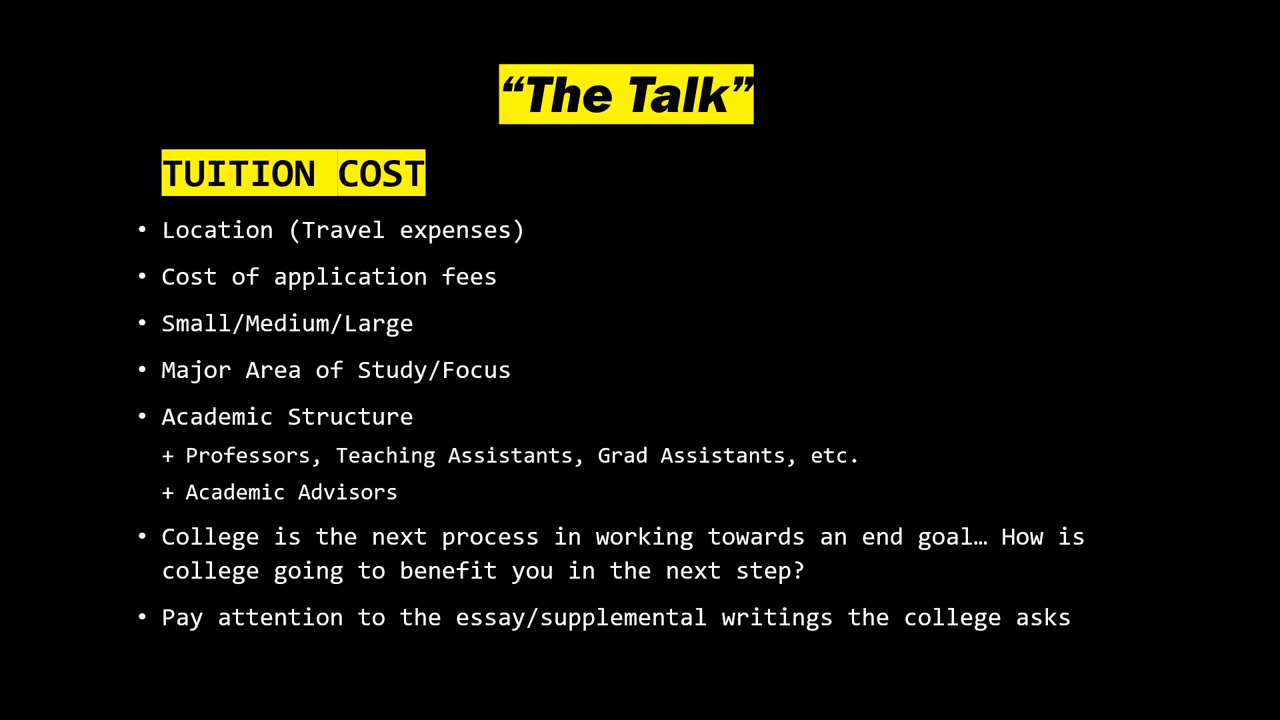 “The Talk”
TUITION COST
• Location (Travel expenses)
• Cost of application fees
• Small/Medium/Large
• Major Area of Study/Focus
• Academic Structure
+ Professors, Teaching Assistants, Grad Assistants, etc.
+ Academic Advisors
• College is the next process in working towards an end goal… How is
college going to benefit you in the next step?
• Pay attention to the essay/supplemental writings the college asks